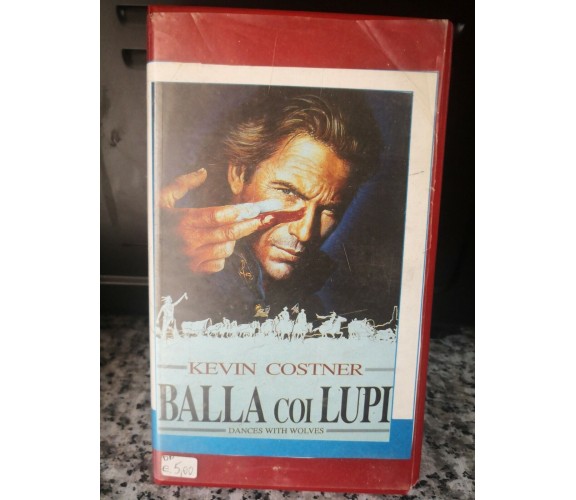 KEVIN COSTNER
BALLA COI LUPI
DANCES WITH WOLVES
€ 5,00